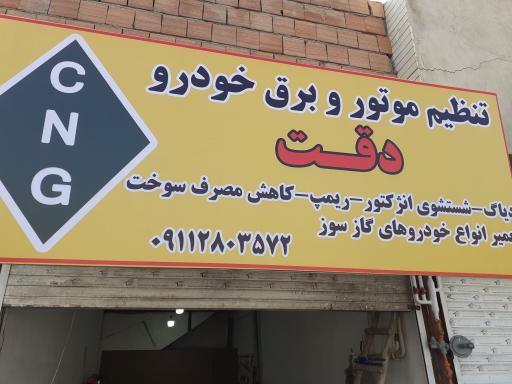 CNG
تنظیم موتور و برق خودرو
دقت
دیاگ-شستشوی انژکتور-ریمپ-کاهش مصرف سوخت
انواع خودروهای گاز سوز
۰۹۱۱۲۸۰۳۵۷۲